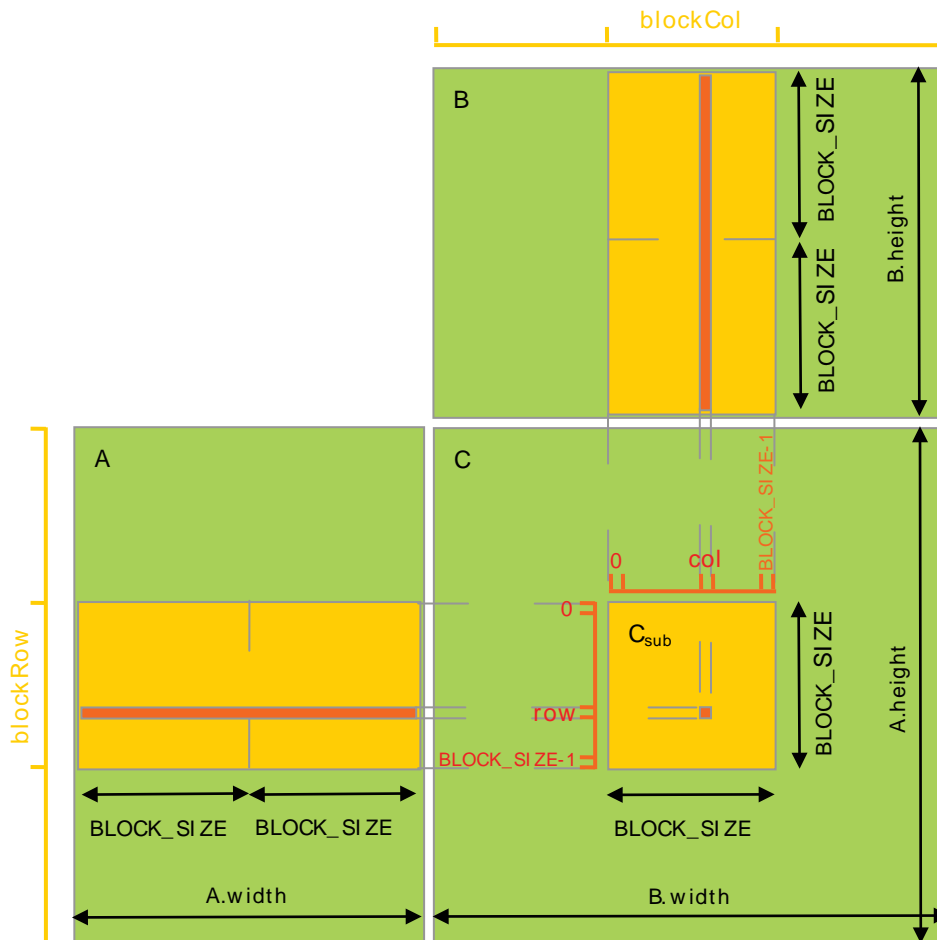 blockCol
B
BLOCK_SIZE
B.height
BLOCK_SIZE
A
C
BLOCK_SIZE-1
0
col
blockRow
0
C_sub
BLOCK_SIZE
A.height
row
BLOCK_SIZE-1
BLOCK_SIZE
BLOCK_SIZE
BLOCK_SIZE
A.width
B.width